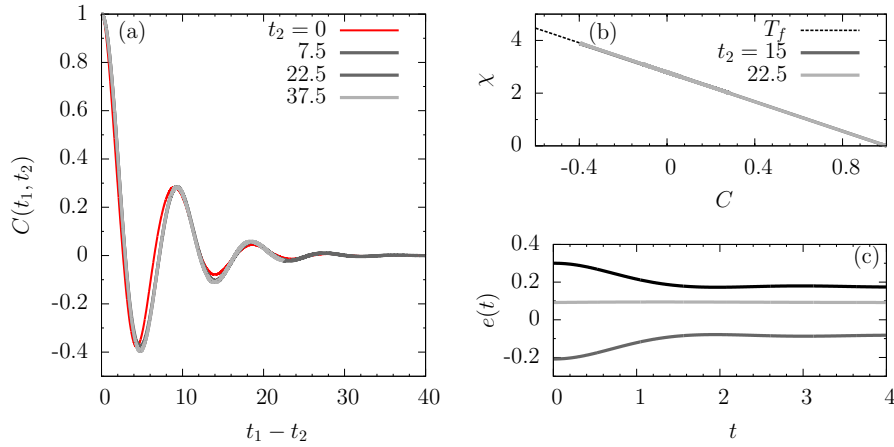 (a)
t₂ = 0
7.5
22.5
37.5
C(t₁, t₂)
1
0.8
0.6
0.4
0.2
0
-0.2
-0.4
0 10 20 30 40
t₁ − t₂
(b)
T_f
t₂ = 15
22.5
χ
4
2
0
-0.4 0 0.4 0.8
C
(c)
e(t)
0.4
0.2
0
-0.2
0 1 2 3 4
t